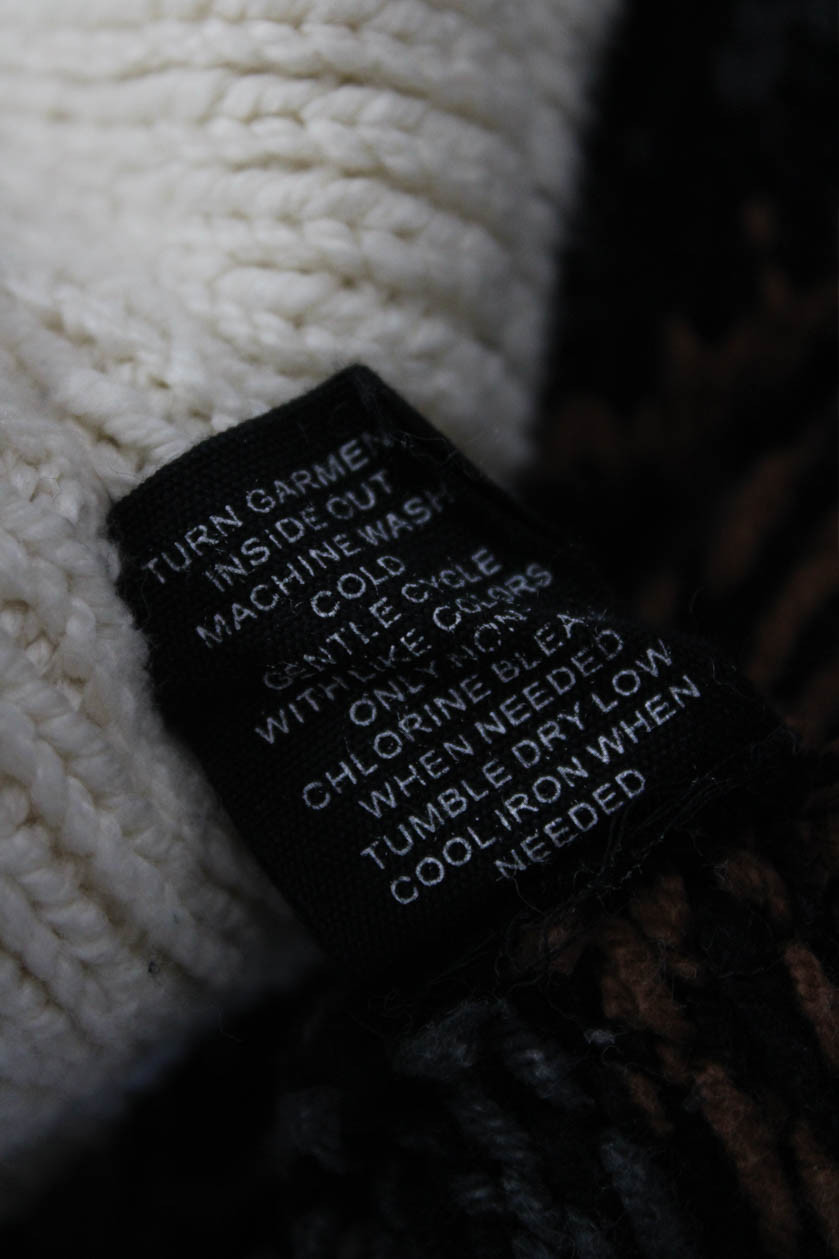 TURN GARMEN
INSIDE OUT
MACHINE WASH
COLD
GENTLE CYCLE
WITH LIKE COLORS
ONLY NON
CHLORINE BLEA
WHEN NEEDED
TUMBLE DRY LOW
COOL IRON WHEN
NEEDED